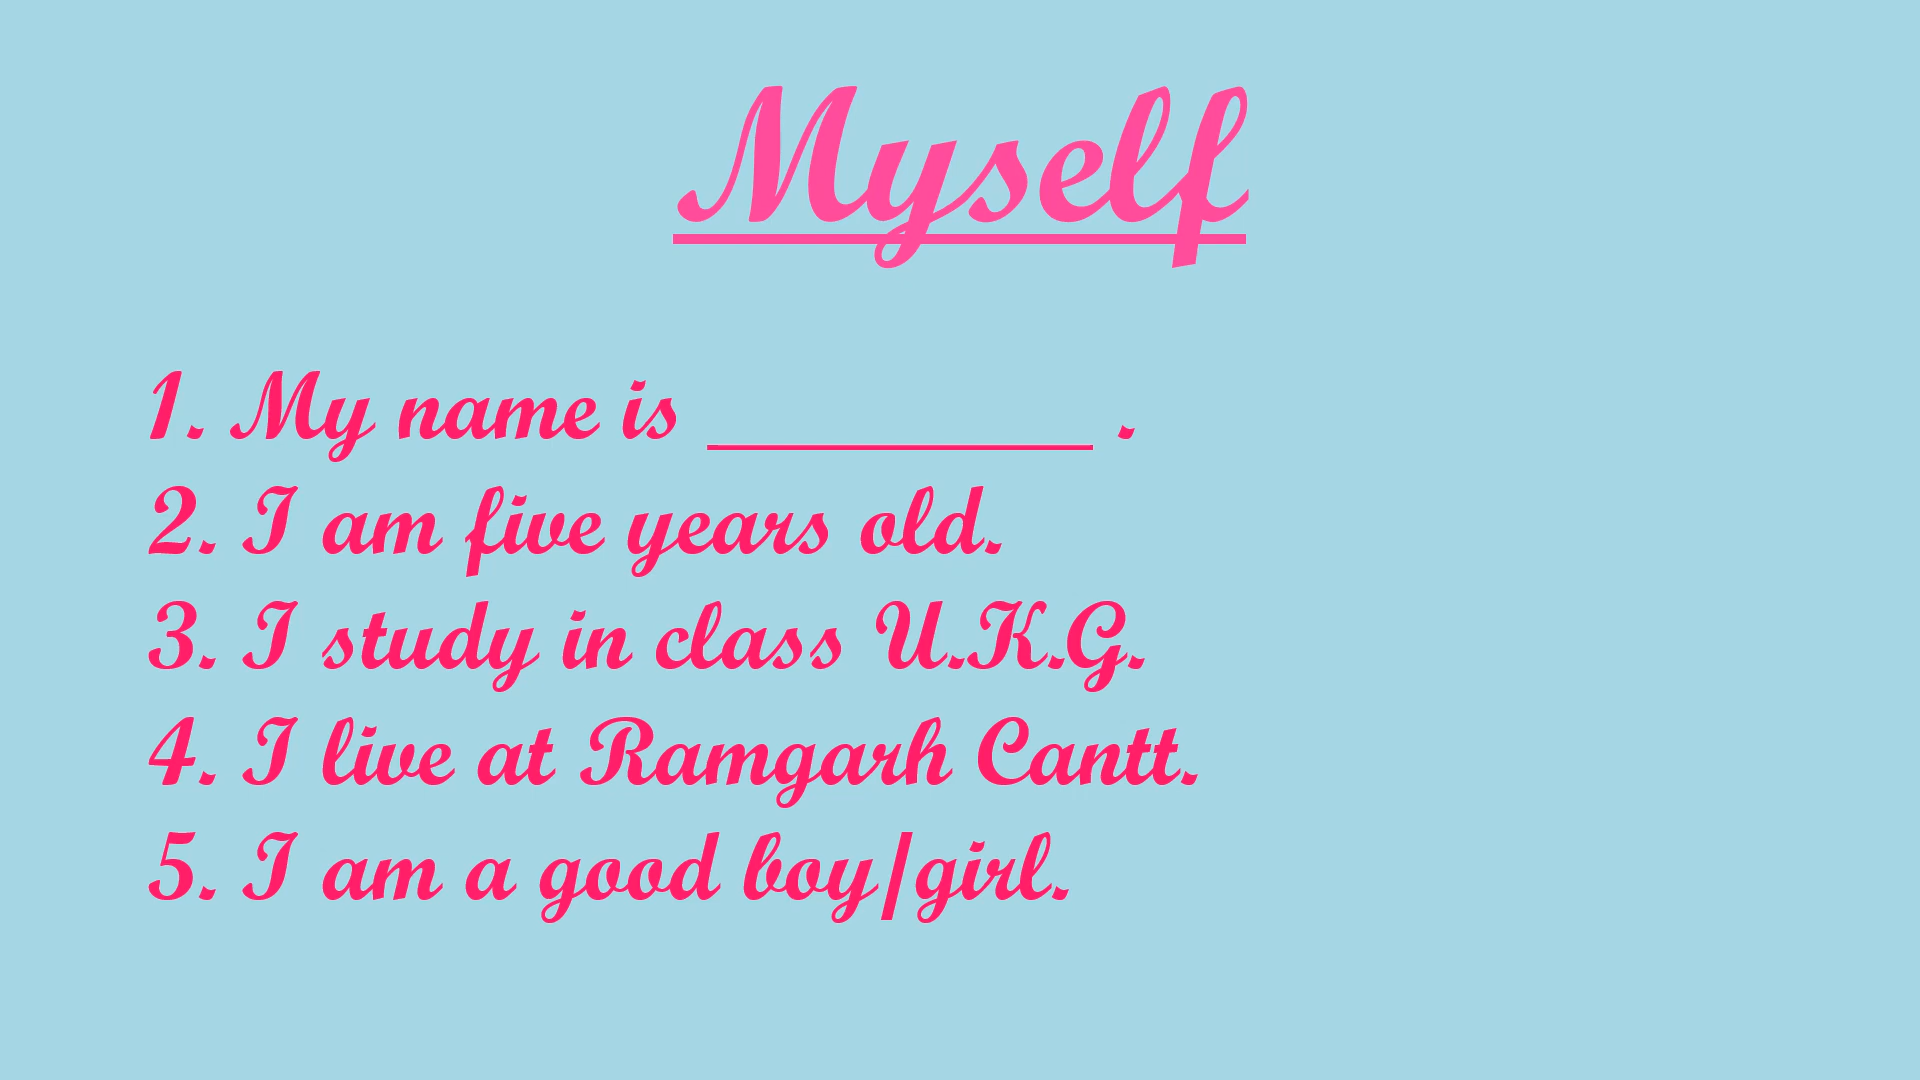 Myself
1. My name is __________ .
2. I am five years old.
3. I study in class U.K.G.
4. I live at Ramgarh Cantt.
5. I am a good boy/girl.